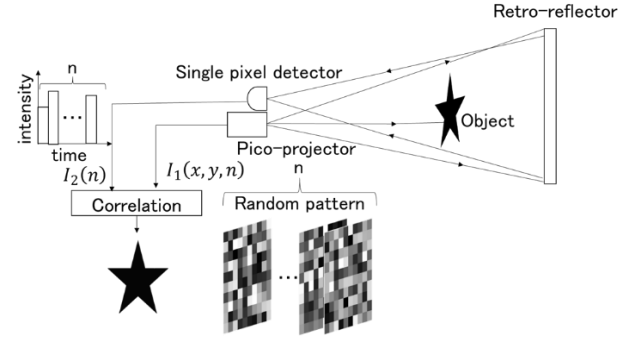 Retro-reflector
n
Single pixel detector
intensity
...
Object
time
Pico-projector
I₂(n)
I₁(x, y, n)
n
Correlation
Random pattern
...